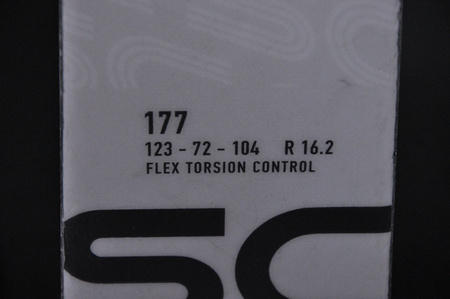 177
123 - 72 - 104 R 16.2
FLEX TORSION CONTROL
SC